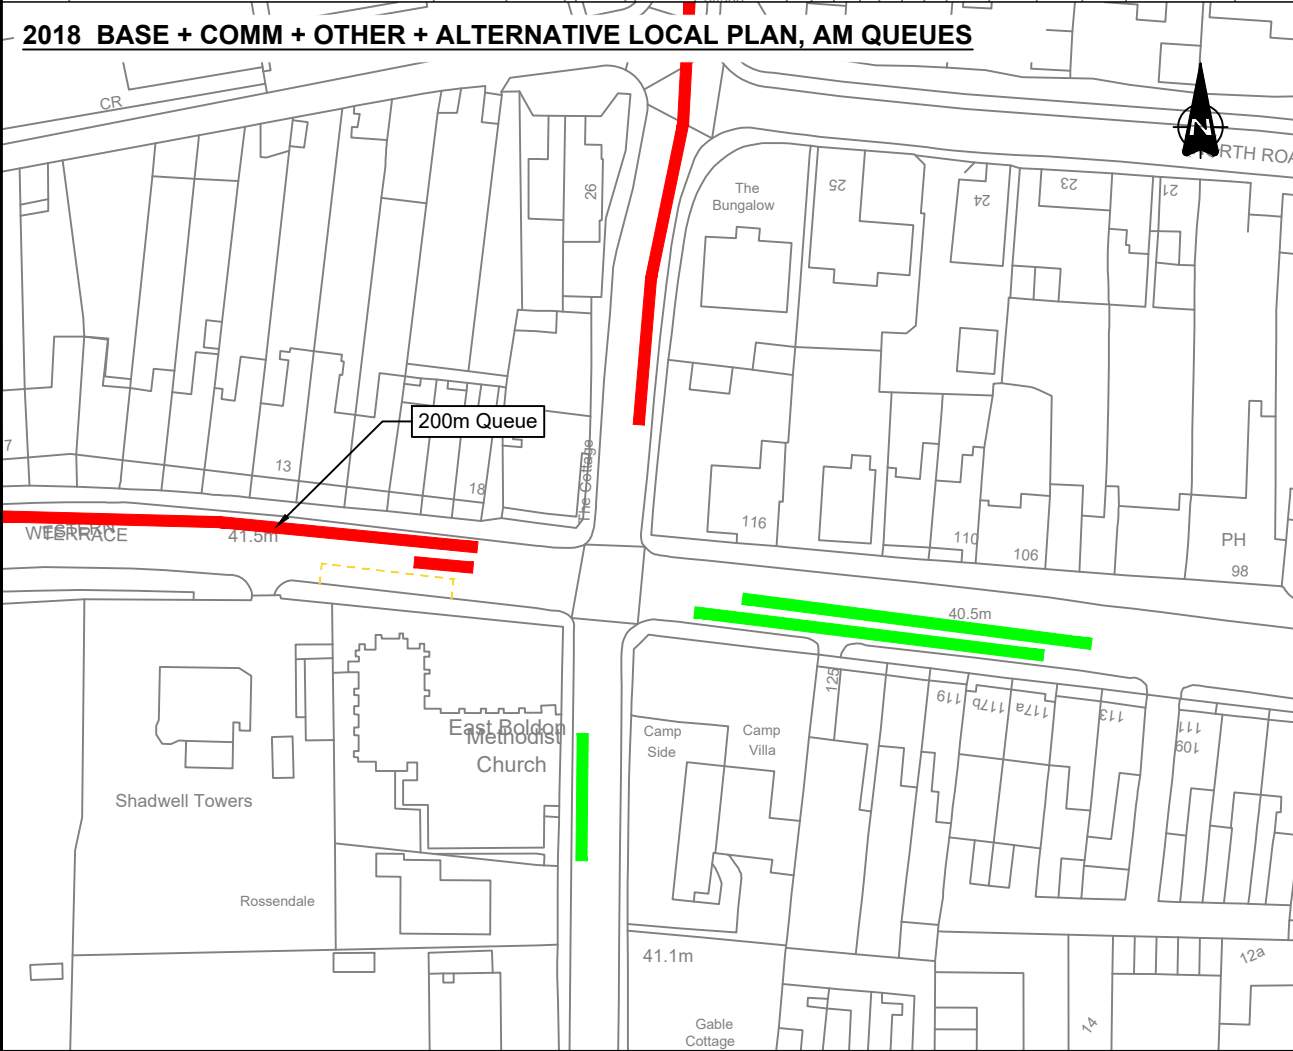 2018 BASE + COMM + OTHER + ALTERNATIVE LOCAL PLAN, AM QUEUES
CR
N
RTH ROA
26
The
Bungalow
25
24
23
21
200m Queue
7
13
18
The Cottage
116
110
106
PH
98
WESTERN
TERRACE
41.5m
40.5m
125
119
117b
117a
113
111
109
East Boldon
Methodist
Church
Camp
Side
Camp
Villa
Shadwell Towers
Rossendale
41.1m
12a
14
Gable
Cottage